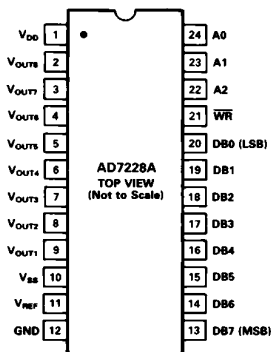 VDD 1 24 A0
VOUT8 2 23 A1
VOUT7 3 22 A2
VOUT6 4 21 WR
VOUT5 5 20 DB0 (LSB)
VOUT4 6 19 DB1
VOUT3 7 18 DB2
VOUT2 8 17 DB3
VOUT1 9 16 DB4
VSS 10 15 DB5
VREF 11 14 DB6
GND 12 13 DB7 (MSB)
AD7228A
TOP VIEW
(Not to Scale)